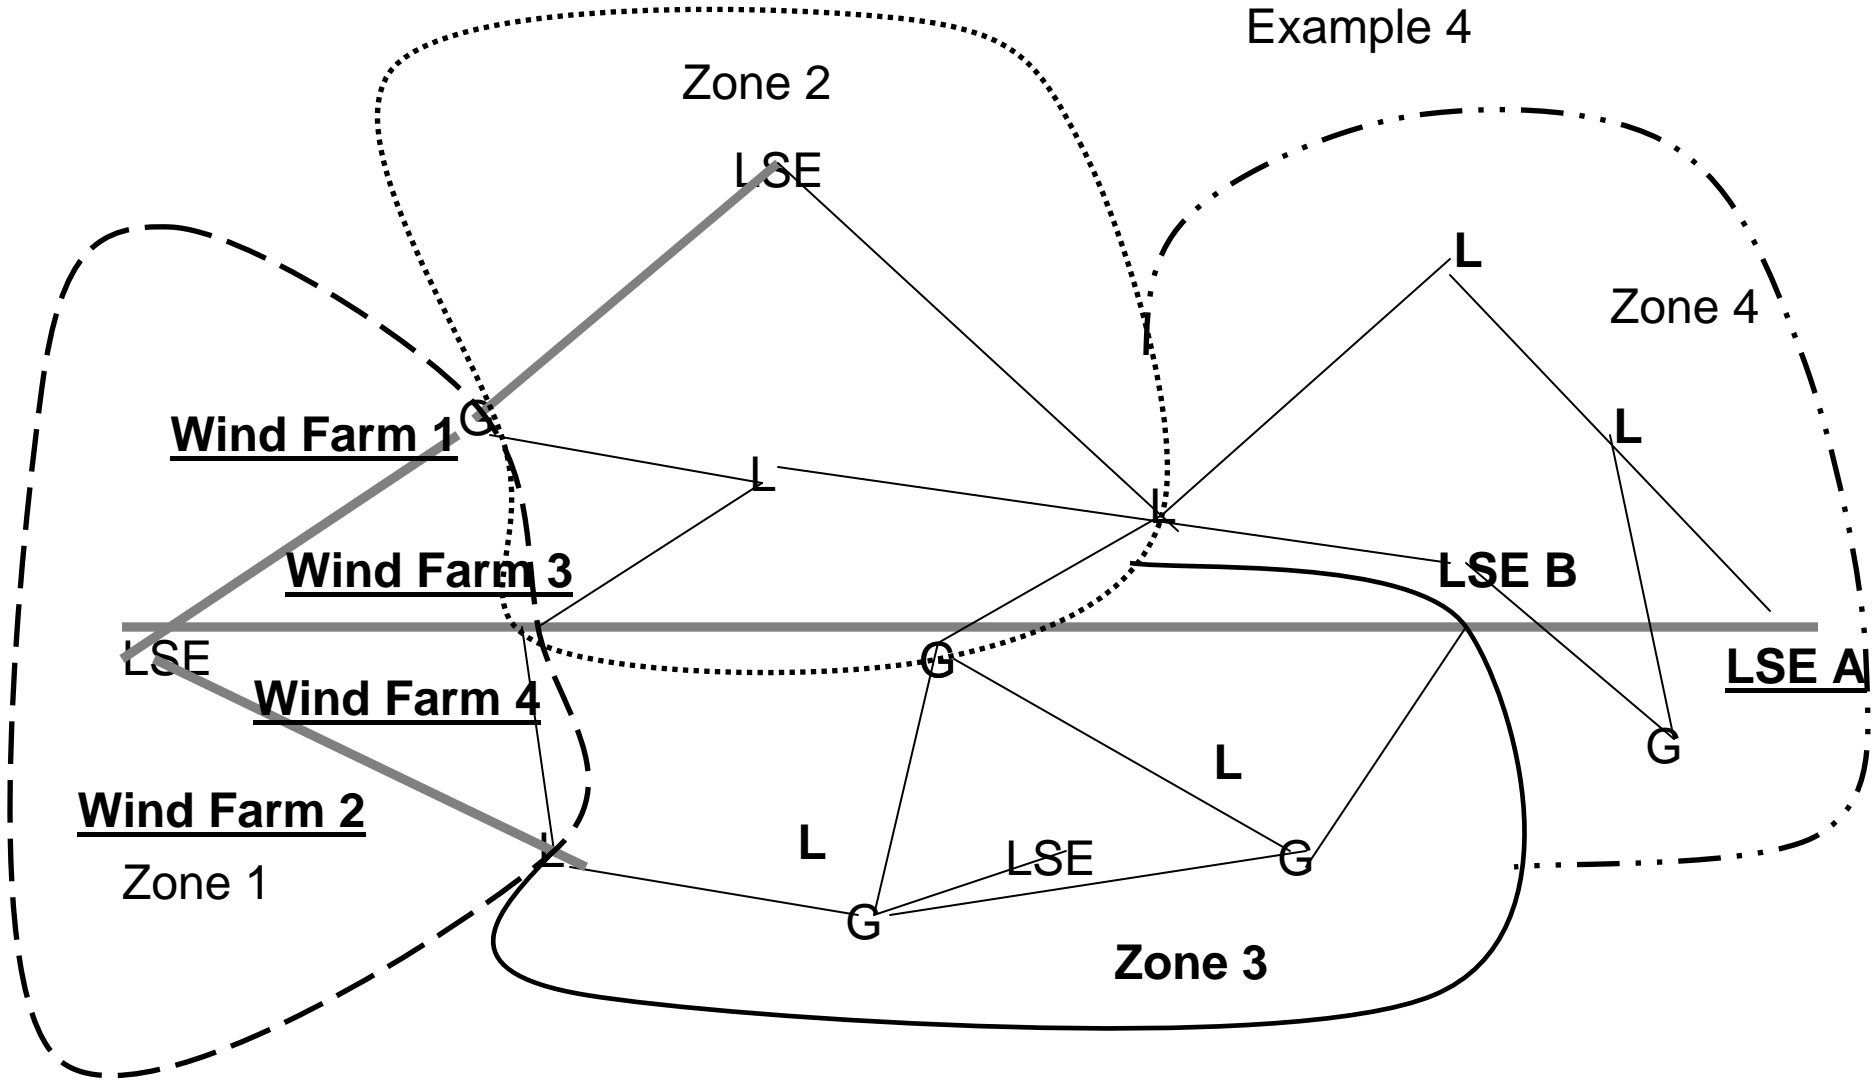 Example 4
Zone 2
LSE
L
Zone 4
Wind Farm 1
G
L
L
L
Wind Farm 3
LSE B
LSE
G
LSE A
Wind Farm 4
G
L
Wind Farm 2
L
L
LSE
G
Zone 1
G
Zone 3